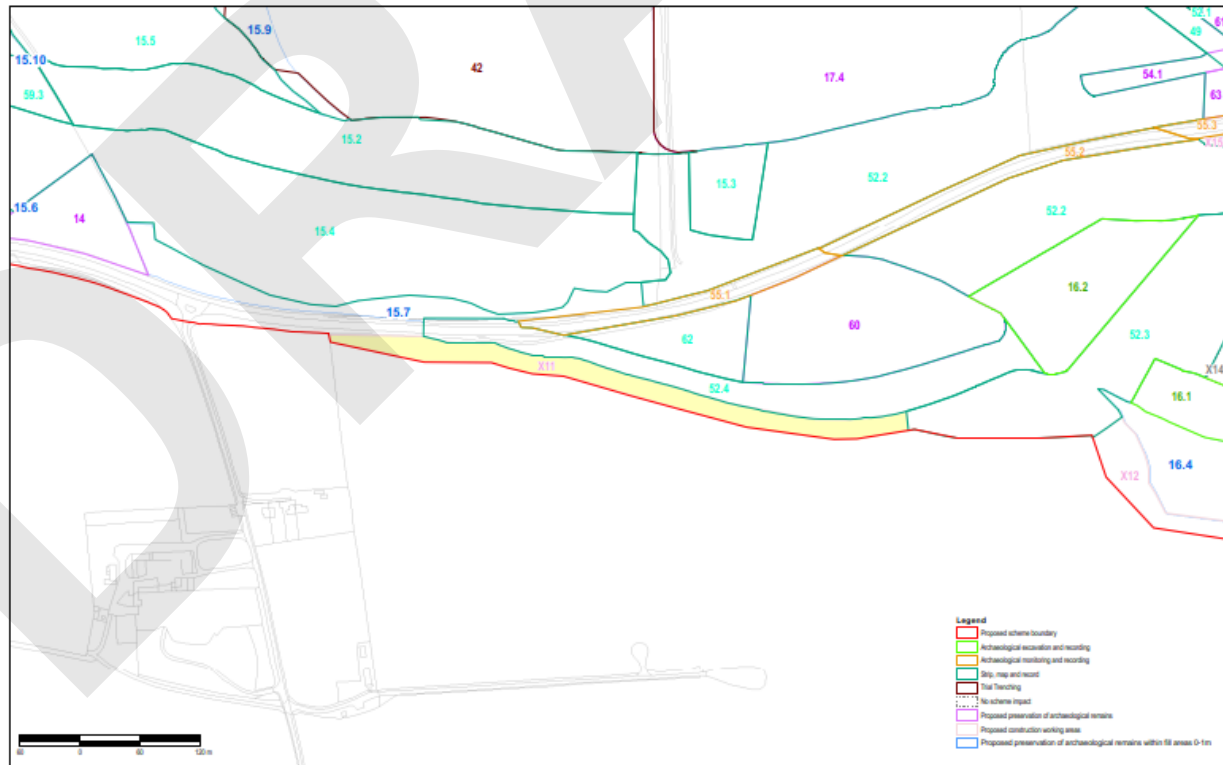 52.1
61
15.9
49
15.5
15.10
42
17.4
54.1
59.3
63
55.3
15.2
X15
55.2
15.3
52.2
15.6
14
52.2
15.4
16.2
55.1
15.7
60
62
52.3
X11
X14
52.4
16.1
16.4
X12
Legend
Proposed scheme boundary
Archaeological excavation and recording
Archaeological monitoring and recording
Strip, map and record
Trial Trenching
No scheme impact
Proposed preservation of archaeological remains
Proposed construction working areas
Proposed preservation of archaeological remains within fill areas 0-1m
60 0 60 120 m